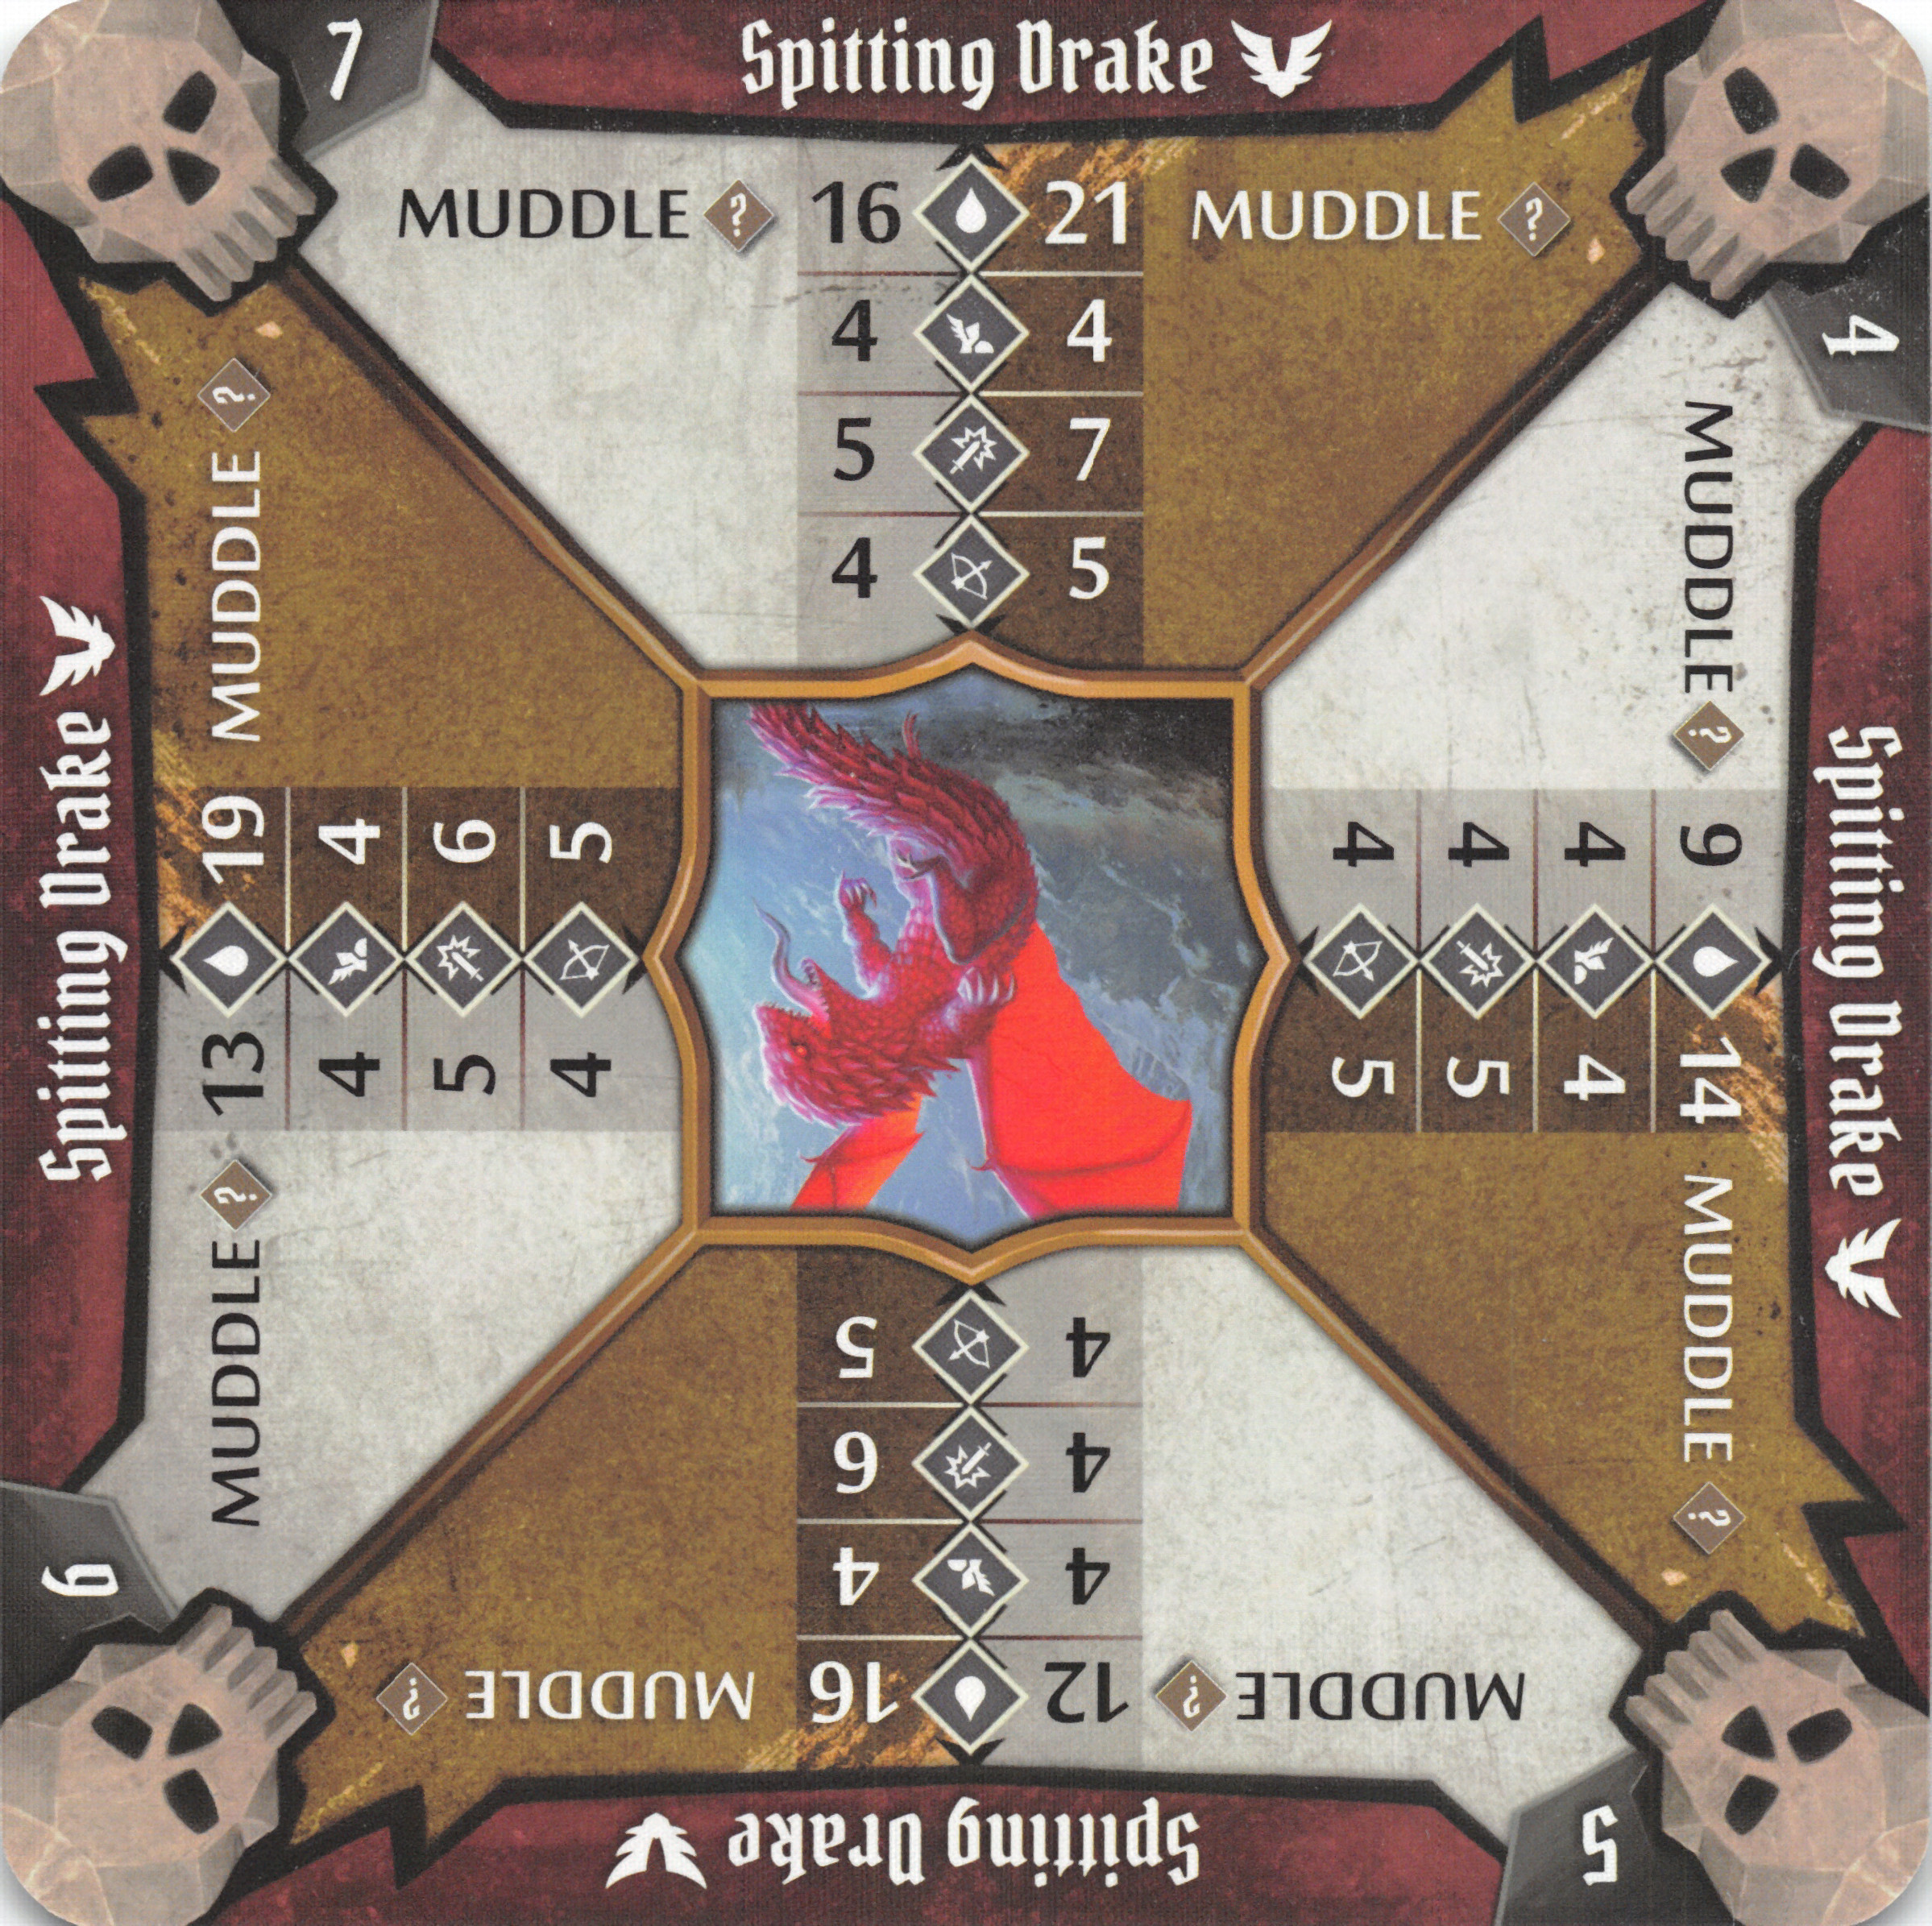 7
Spitting Drake
MUDDLE ? 16 21 MUDDLE ?
4 4
5 7
4 5
4
Spitting Drake
MUDDLE ? 9 14 MUDDLE ?
4 4
4 5
4 5
5
Spitting Drake
MUDDLE ? 12 16 MUDDLE ?
4 4
4 6
4 5
6
Spitting Drake
MUDDLE ? 13 19 MUDDLE ?
4 4
5 6
4 5